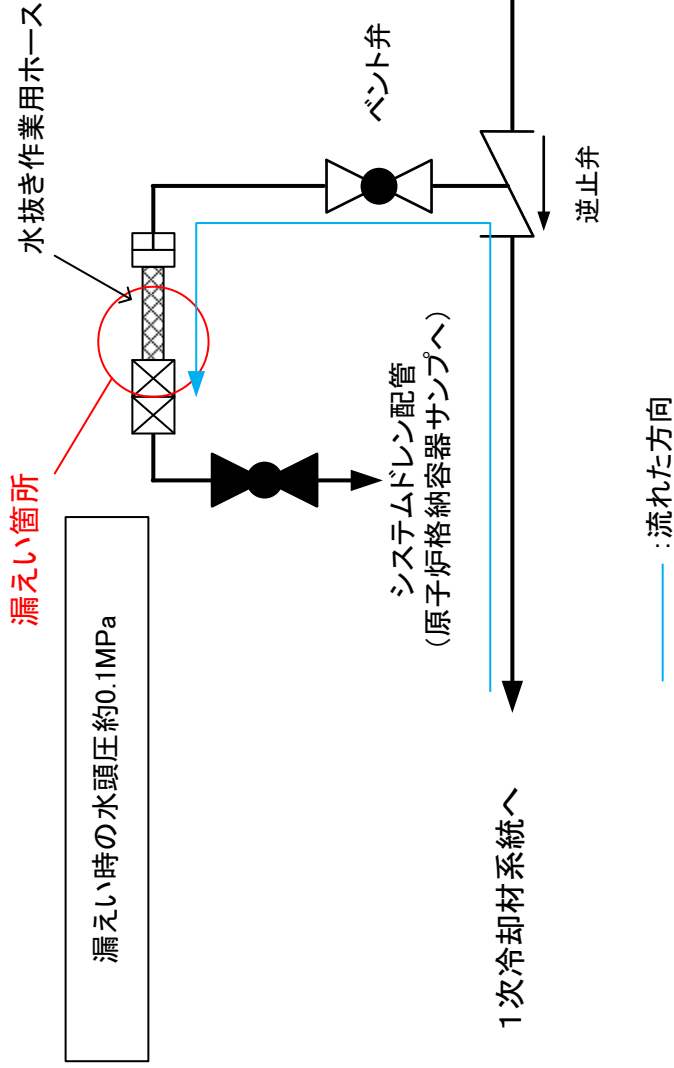 漏えい時の水頭圧約0.1MPa
漏えい箇所
水抜き作業用ホース
ベント弁
システムドレン配管
(原子炉格納容器サンプへ)
1次冷却材系統へ
逆止弁
:流れた方向